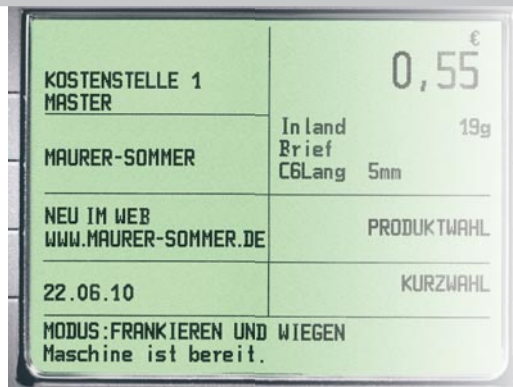 KOSTENSTELLE 1
MASTER
MAURER-SOMMER
NEU IM WEB
WWW.MAURER-SOMMER.DE
22.06.10
€
0,55
Inland 19g
Brief
C6Lang 5mm
PRODUKTWAHL
KURZWAHL
MODUS:FRANKIEREN UND WIEGEN
Maschine ist bereit.